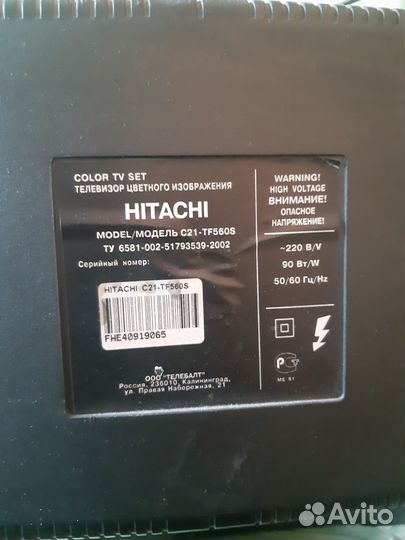 COLOR TV SET
ТЕЛЕВИЗОР ЦВЕТНОГО ИЗОБРАЖЕНИЯ
HITACHI
MODEL/МОДЕЛЬ C21-TF560S
ТУ 6581-002-51793539-2002
Серийный номер:
HITACHI C21-TF560S
FHE40919065
ООО "ТЕЛЕБАЛТ"
Россия, 236010, Калининград,
ул. Правая Набережная, 21
WARNING!
HIGH VOLTAGE
ВНИМАНИЕ!
ОПАСНОЕ
НАПРЯЖЕНИЕ!
~220 В/V
90 Вт/W
50/60 Гц/Hz
РСТ
МЕ 61
Avito